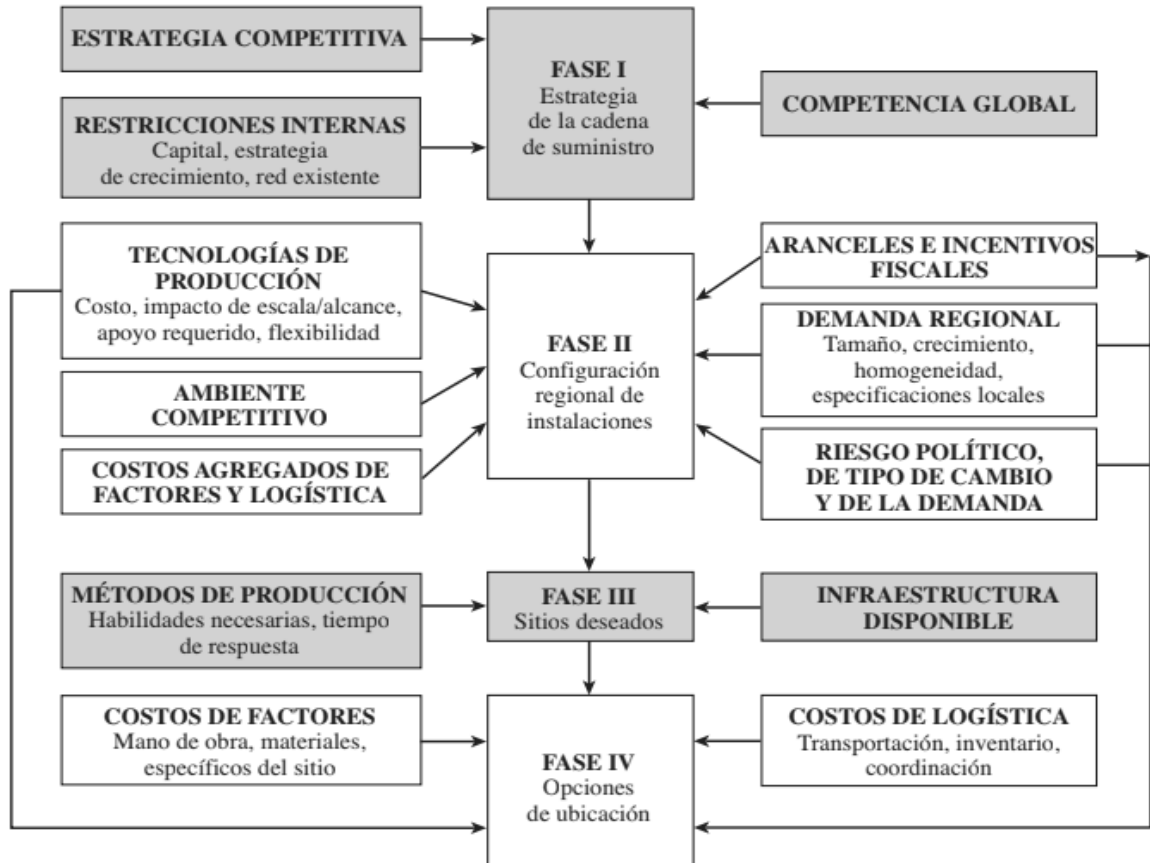 ESTRATEGIA COMPETITIVA
FASE I
Estrategia
de la cadena
de suministro
COMPETENCIA GLOBAL
RESTRICCIONES INTERNAS
Capital, estrategia
de crecimiento, red existente
TECNOLOGÍAS DE
PRODUCCIÓN
Costo, impacto de escala/alcance,
apoyo requerido, flexibilidad
AMBIENTE
COMPETITIVO
COSTOS AGREGADOS DE
FACTORES Y LOGÍSTICA
FASE II
Configuración
regional de
instalaciones
ARANCELES E INCENTIVOS
FISCALES
DEMANDA REGIONAL
Tamaño, crecimiento,
homogeneidad,
especificaciones locales
RIESGO POLÍTICO,
DE TIPO DE CAMBIO
Y DE LA DEMANDA
MÉTODOS DE PRODUCCIÓN
Habilidades necesarias, tiempo
de respuesta
FASE III
Sitios deseados
INFRAESTRUCTURA
DISPONIBLE
COSTOS DE FACTORES
Mano de obra, materiales,
específicos del sitio
FASE IV
Opciones
de ubicación
COSTOS DE LOGÍSTICA
Transportación, inventario,
coordinación